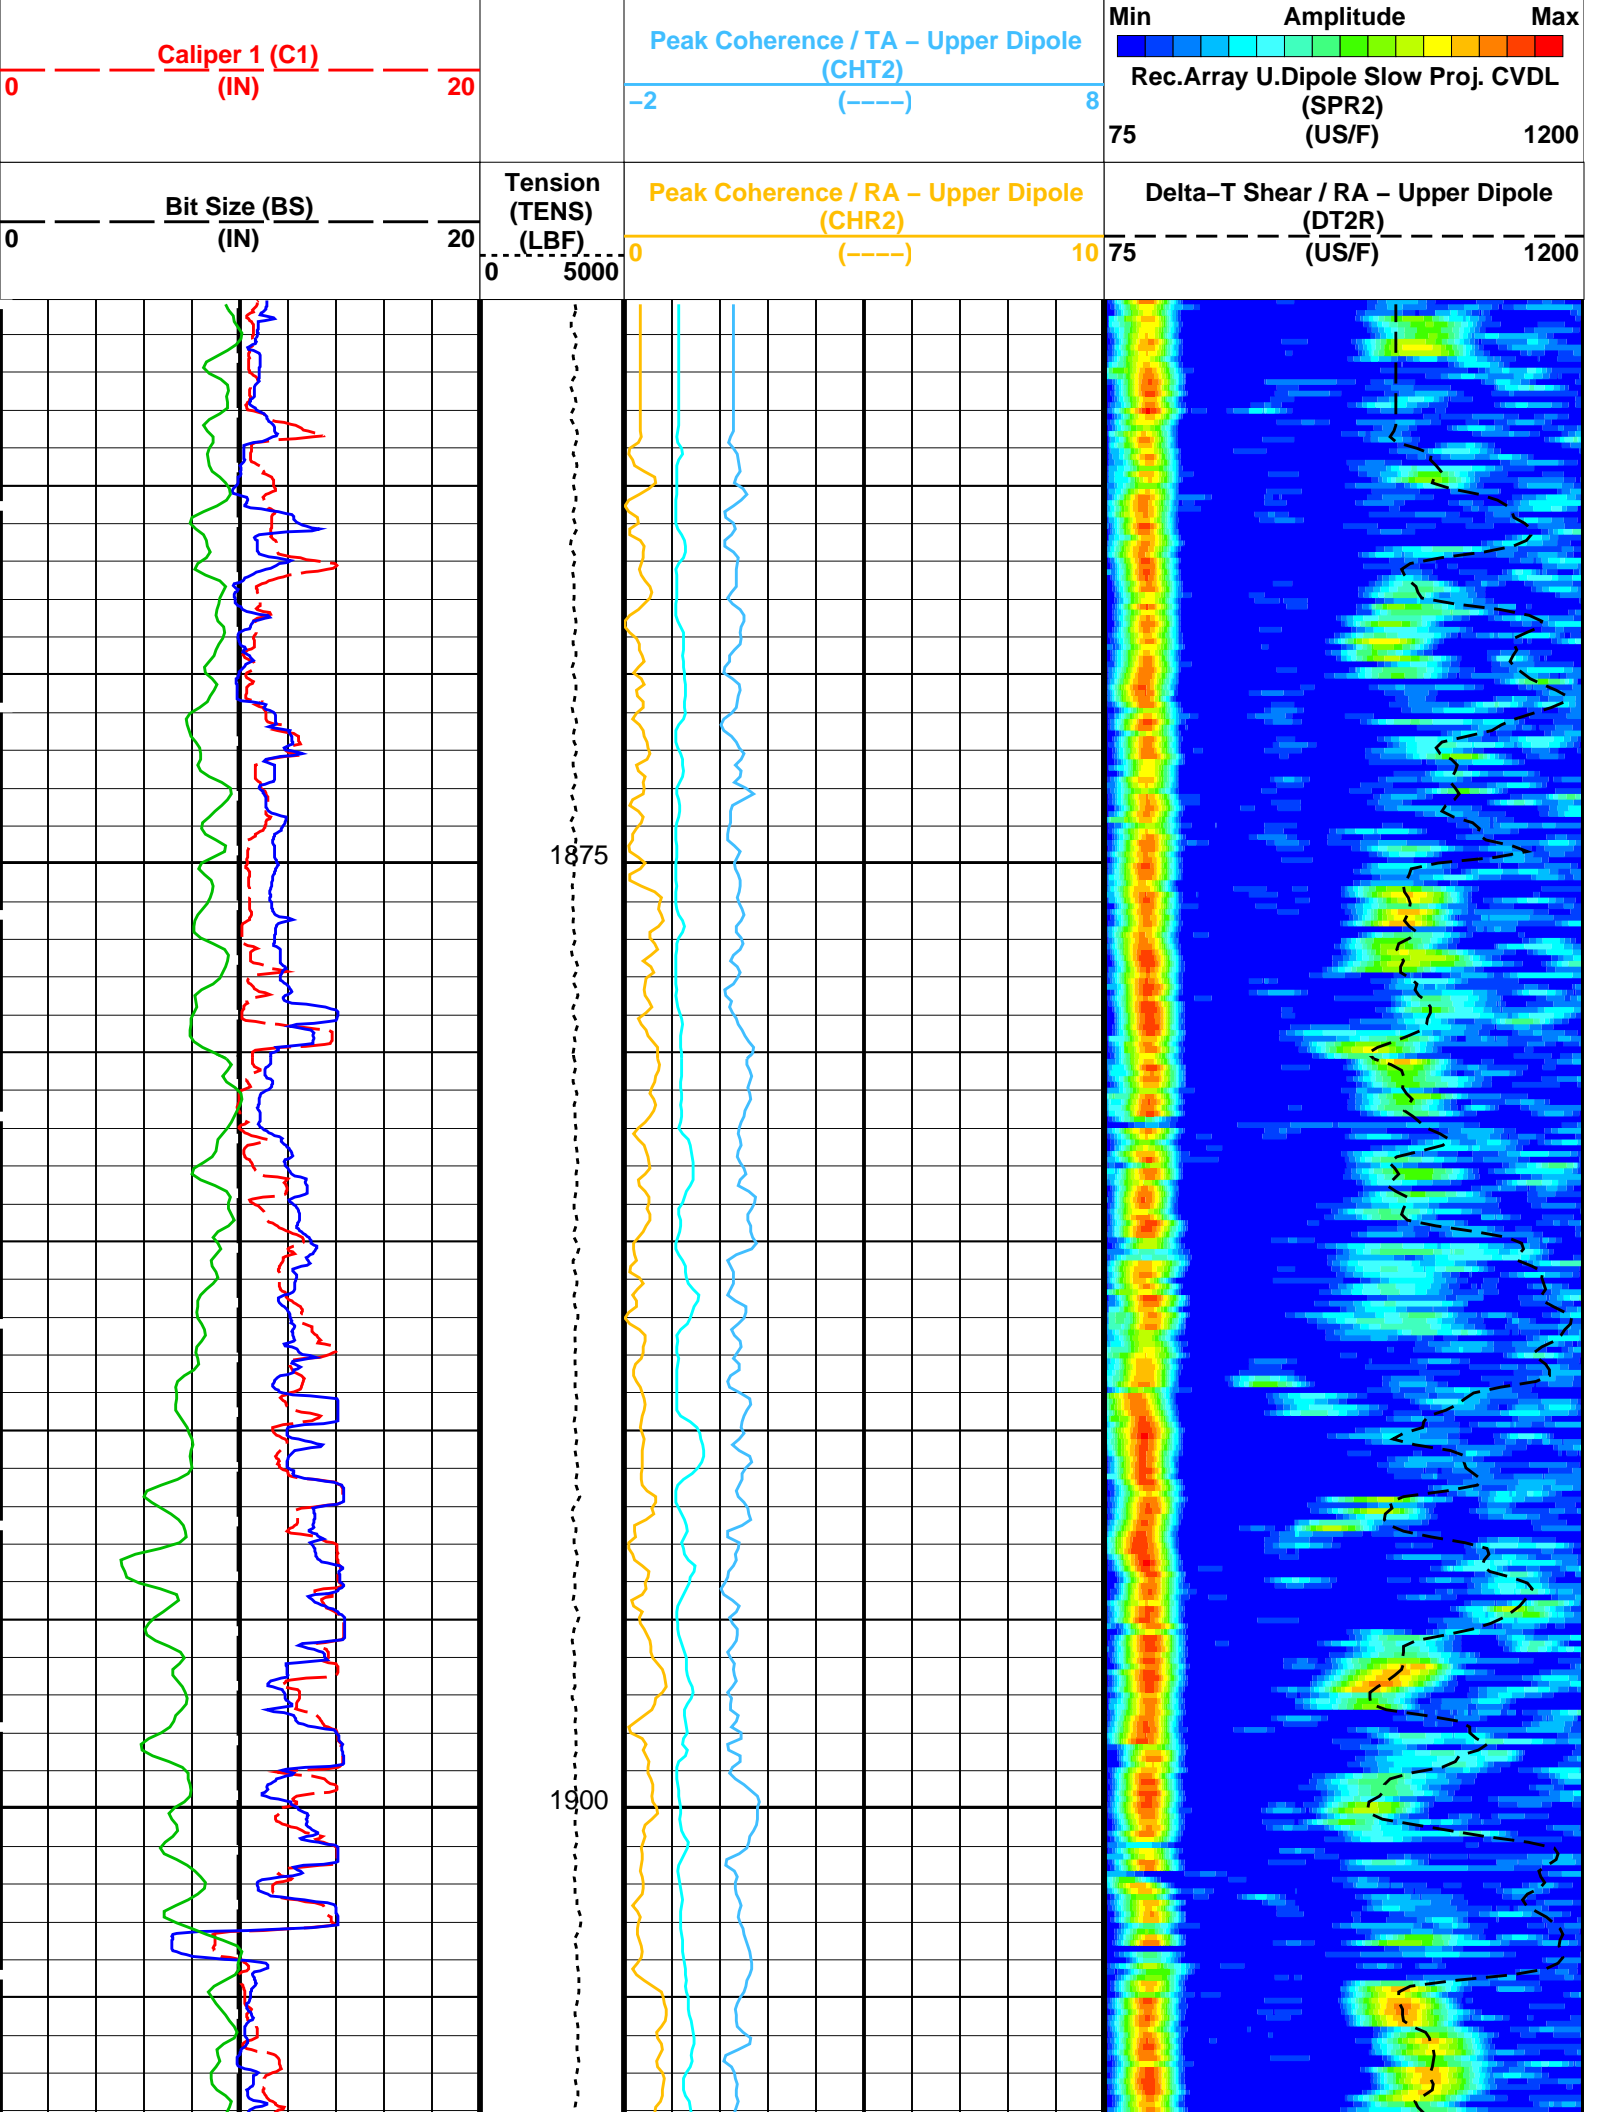 Caliper 1 (C1)
0 (IN) 20
Peak Coherence / TA – Upper Dipole
(CHT2)
–2 (––––) 8
Min Amplitude Max
Rec.Array U.Dipole Slow Proj. CVDL
(SPR2)
75 (US/F) 1200
Bit Size (BS)
0 (IN) 20
Tension
(TENS)
(LBF)
0 5000
Peak Coherence / RA – Upper Dipole
(CHR2)
0 (––––) 10
Delta–T Shear / RA – Upper Dipole
(DT2R)
75 (US/F) 1200
1875
1900